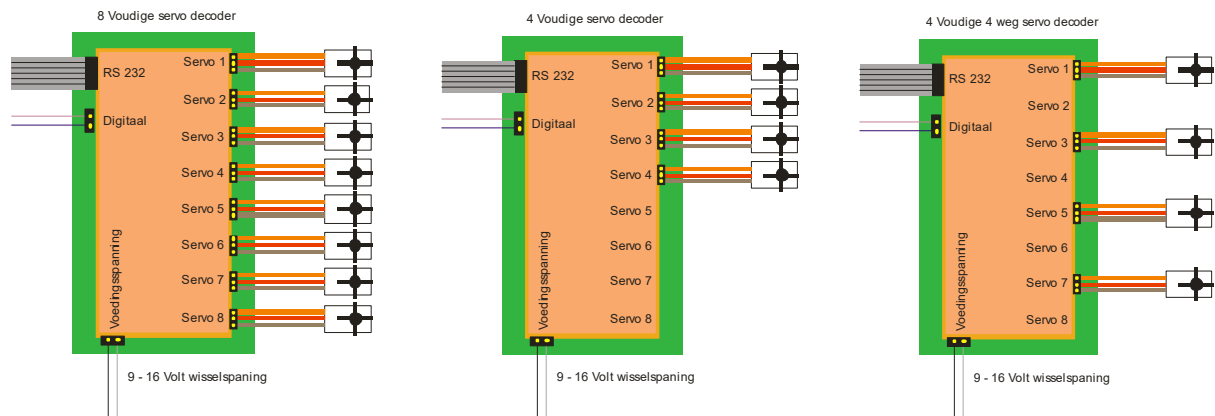 8 Voudige servo decoder
RS 232
Digitaal
Servo 1
Servo 2
Servo 3
Servo 4
Servo 5
Servo 6
Servo 7
Servo 8
Voedingsspanning
9 - 16 Volt wisselspaning
4 Voudige servo decoder
RS 232
Digitaal
Servo 1
Servo 2
Servo 3
Servo 4
Servo 5
Servo 6
Servo 7
Servo 8
Voedingsspanning
9 - 16 Volt wisselspaning
4 Voudige 4 weg servo decoder
RS 232
Digitaal
Servo 1
Servo 2
Servo 3
Servo 4
Servo 5
Servo 6
Servo 7
Servo 8
Voedingsspanning
9 - 16 Volt wisselspaning